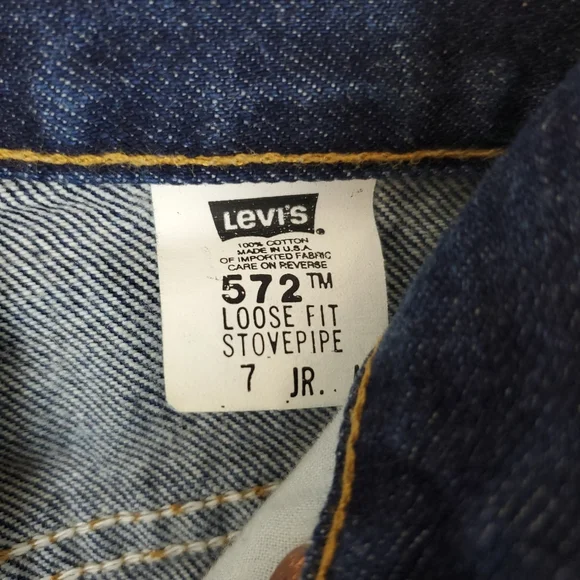 Levi's
100% COTTON
MADE IN U.S.A.
OF IMPORTED FABRIC
CARE ON REVERSE
572™
LOOSE FIT
STOVEPIPE
7 JR.